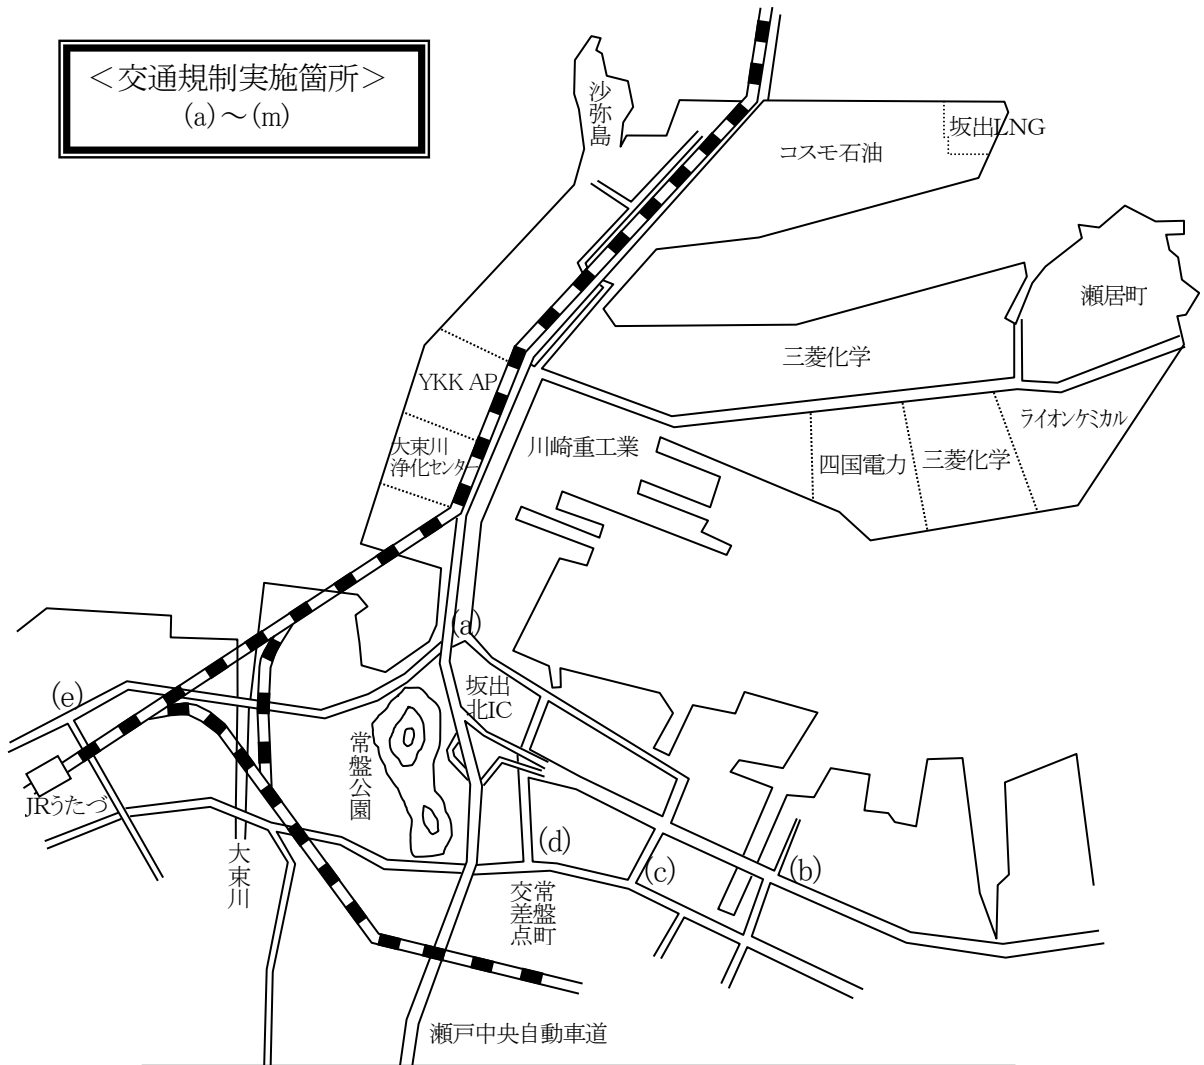 ＜交通規制実施箇所＞
(a)～(m)
沙弥島
坂出LNG
コスモ石油
瀬居町
三菱化学
YKK AP
ライオンケミカル
大束川
浄化センター
川崎重工業
四国電力
三菱化学
(a)
(e)
坂出
北IC
常盤公園
JRうたづ
(d)
大束川
(c)
(b)
常盤町
交差点
瀬戸中央自動車道